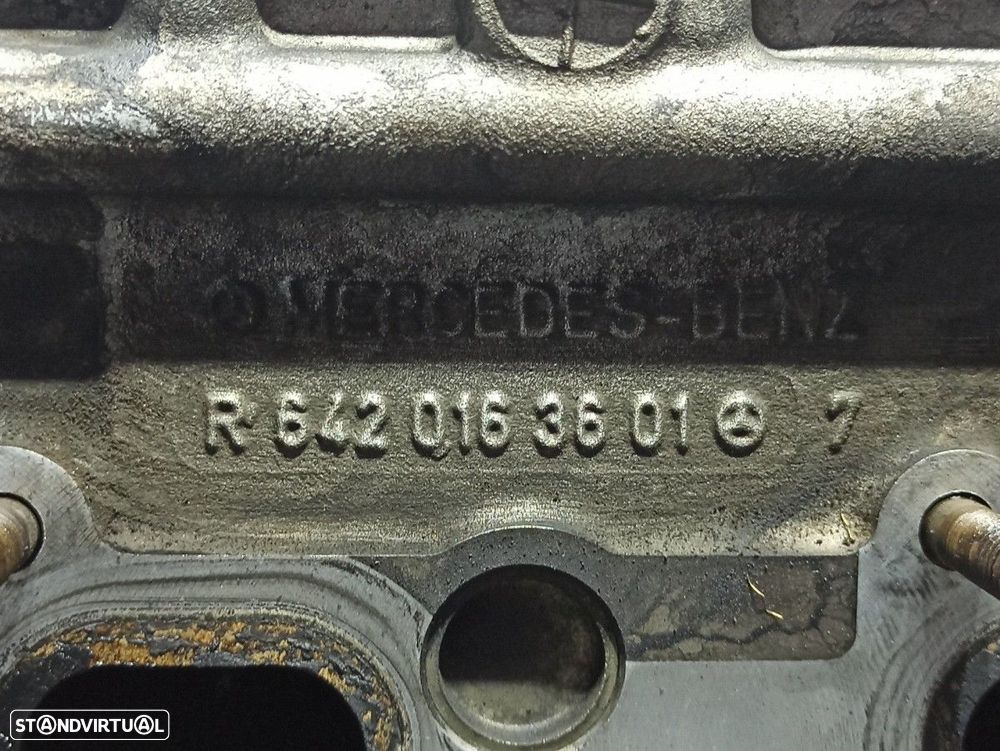 MERCEDES-BENZ
R 642 016 36 01 7
STANDVIRTUAL